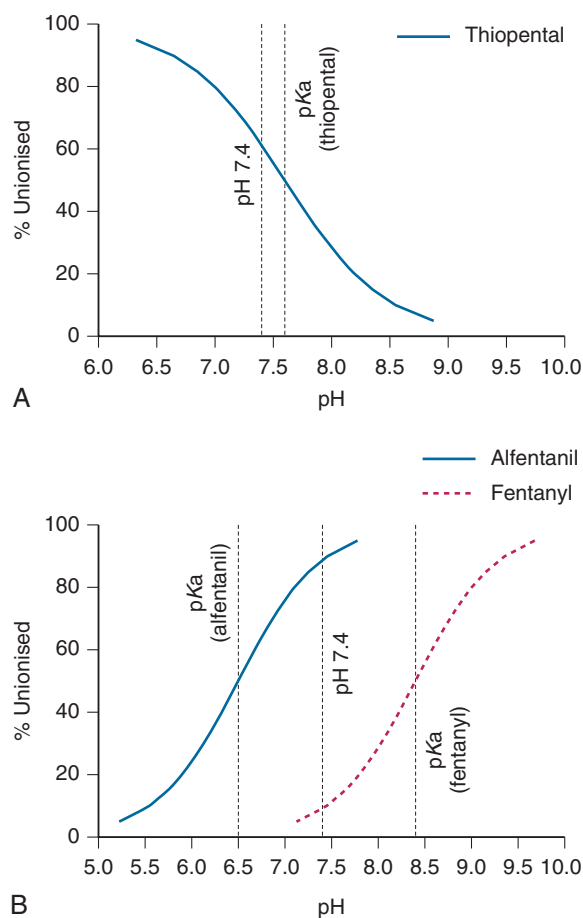 Thiopental
100
80
60
40
20
0
% Unionised
pH 7.4
pKa
(thiopental)
6.0 6.5 7.0 7.5 8.0 8.5 9.0 9.5 10.0
pH
A
Alfentanil
Fentanyl
100
80
60
40
20
0
% Unionised
pKa
(alfentanil)
pH 7.4
pKa
(fentanyl)
5.0 5.5 6.0 6.5 7.0 7.5 8.0 8.5 9.0 9.5 10.0
pH
B